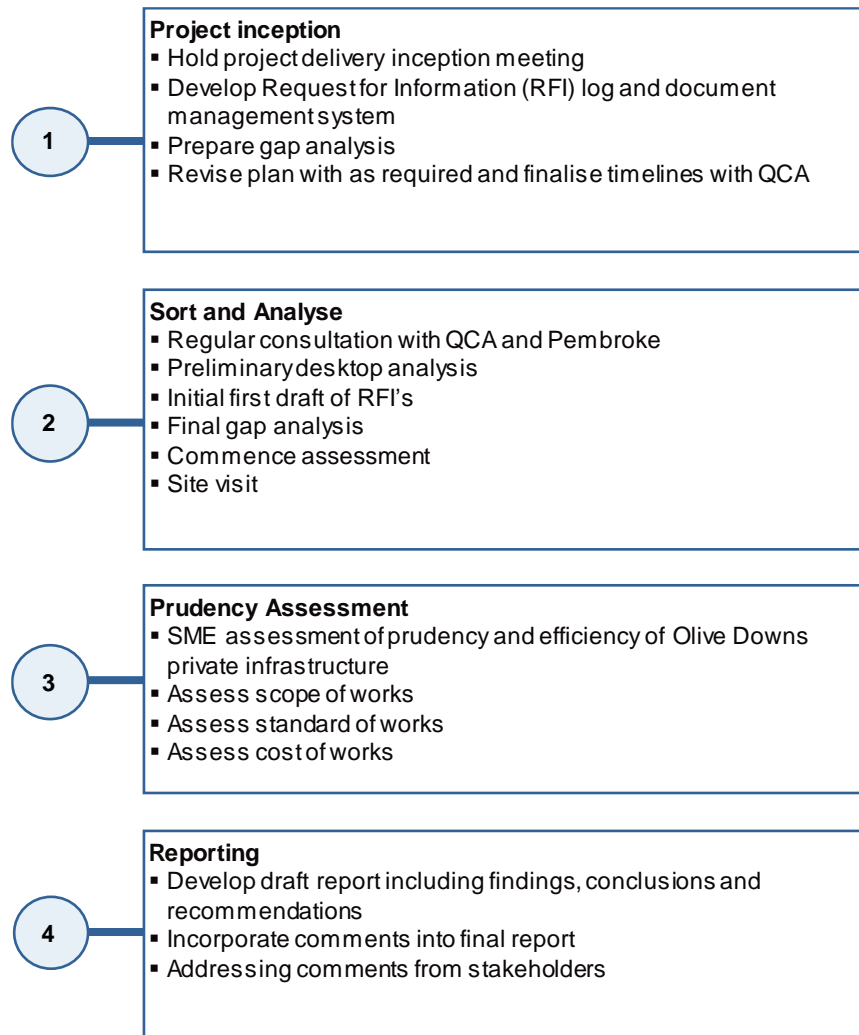 Project inception
▪ Hold project delivery inception meeting
▪ Develop Request for Information (RFI) log and document
management system
▪ Prepare gap analysis
▪ Revise plan with as required and finalise timelines with QCA
1
Sort and Analyse
▪ Regular consultation with QCA and Pembroke
▪ Preliminary desktop analysis
▪ Initial first draft of RFI's
▪ Final gap analysis
▪ Commence assessment
▪ Site visit
2
Prudency Assessment
▪ SME assessment of prudency and efficiency of Olive Downs
private infrastructure
▪ Assess scope of works
▪ Assess standard of works
▪ Assess cost of works
3
Reporting
▪ Develop draft report including findings, conclusions and
recommendations
▪ Incorporate comments into final report
▪ Addressing comments from stakeholders
4